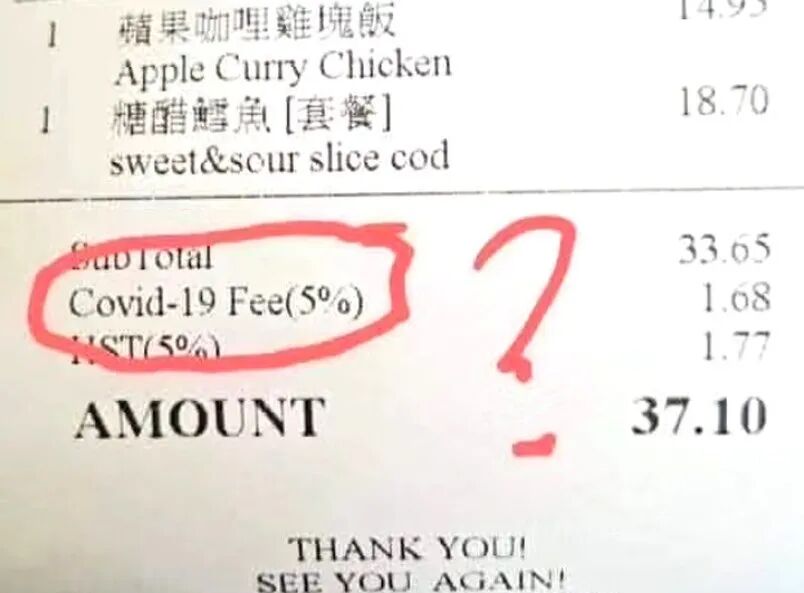 1 蘋果咖哩雞塊飯 14.95
Apple Curry Chicken
1 糖醋鱈魚 [套餐] 18.70
sweet&sour slice cod
SubTotal 33.65
Covid-19 Fee(5%) 1.68
HST(5%) 1.77
AMOUNT 37.10
?
THANK YOU!
SEE YOU AGAIN!